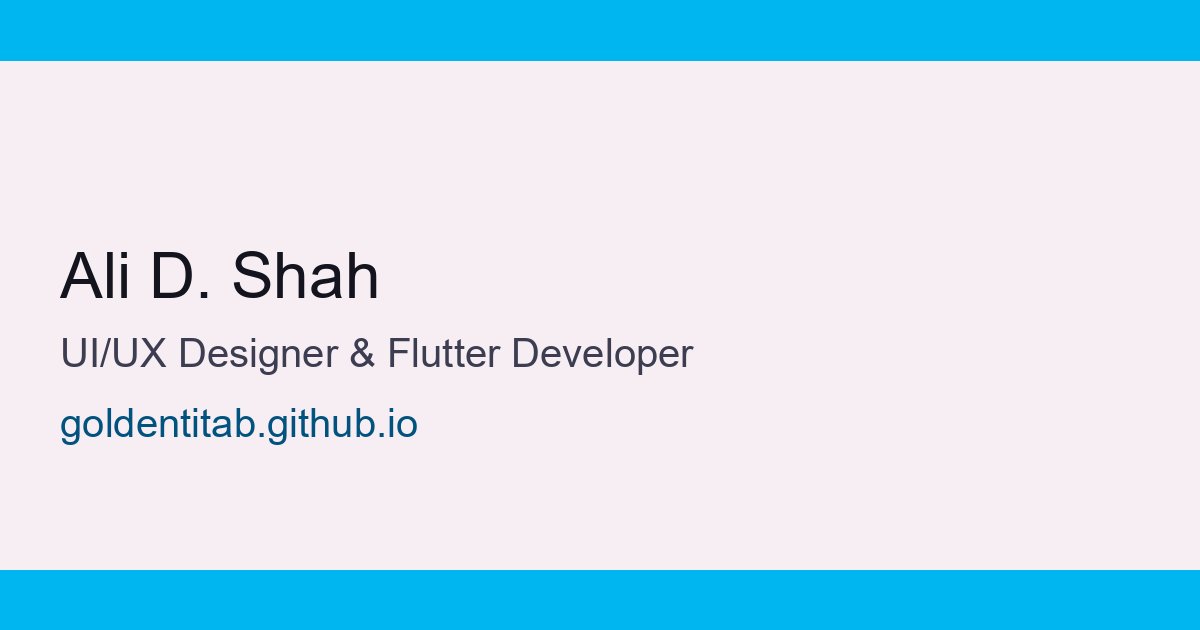 Ali D. Shah
UI/UX Designer & Flutter Developer
goldentitab.github.io